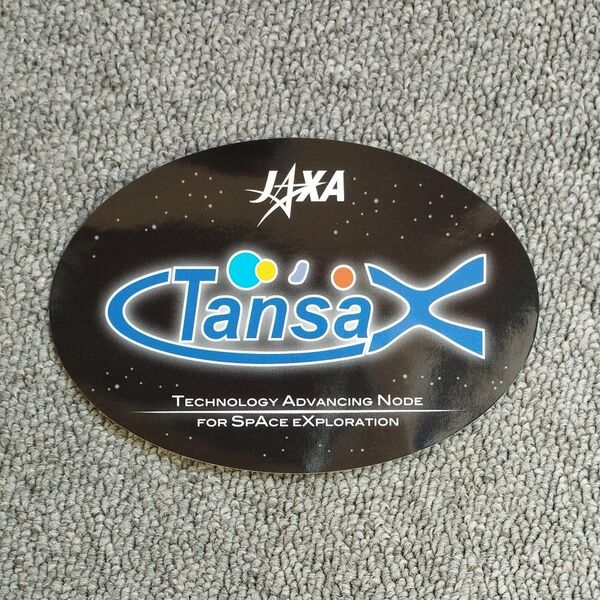 JAXA
TansaX
TECHNOLOGY ADVANCING NODE
FOR SPACE EXPLORATION